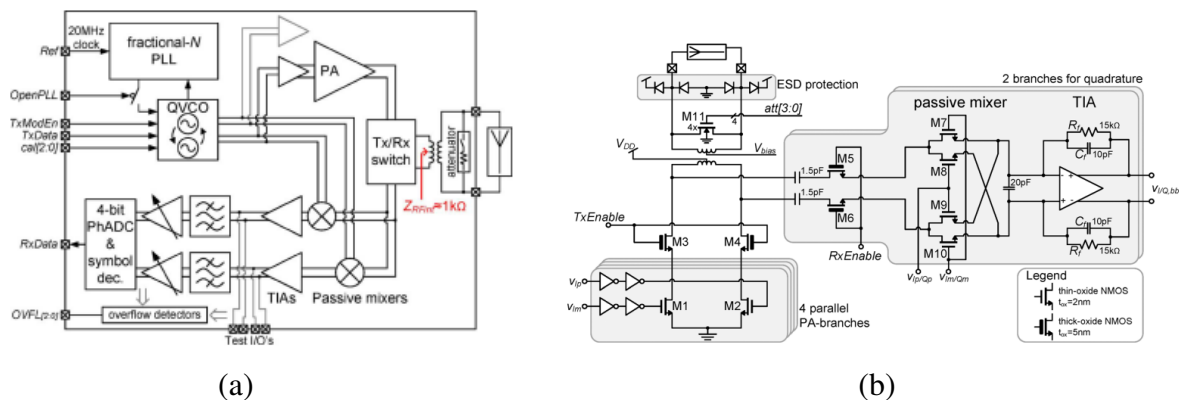 20MHz
clock
Ref
fractional-N
PLL
OpenPLL
QVCO
TxModEn
TxData
cal[2:0]
PA
Tx/Rx
switch
attenuator
Z_RFint=1kΩ
4-bit
PhADC
&
symbol
dec.
RxData
TIAs
Passive mixers
OVFL[2:0]
overflow detectors
Test I/O's
(a)
ESD protection
2 branches for quadrature
M11
att[3:0]
4x
4
passive mixer
TIA
M7
V_DD
V_bias
R_f
15kΩ
C_f
10pF
M5
1.5pF
M8
1.5pF
20pF
- +
+ -
v_I/Q,bb
M9
M6
C_f
10pF
TxEnable
M3
M4
M10
R_f
15kΩ
RxEnable
v_Ip/Qp
v_Im/Qm
v_Ip
v_Im
M1
M2
4 parallel
PA-branches
Legend
thin-oxide NMOS
t_ox=2nm
thick-oxide NMOS
t_ox=5nm
(b)